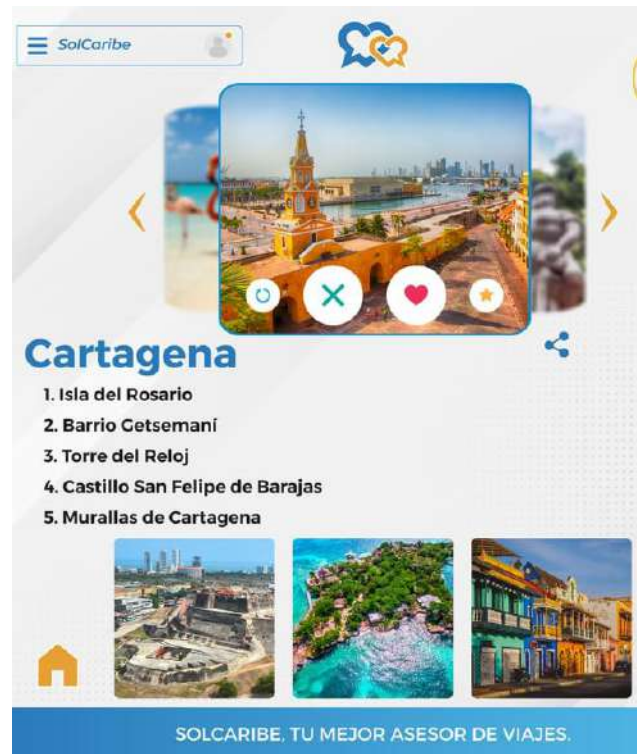 SolCaribe
Cartagena
1. Isla del Rosario
2. Barrio Getsemaní
3. Torre del Reloj
4. Castillo San Felipe de Barajas
5. Murallas de Cartagena
SOLCARIBE, TU MEJOR ASESOR DE VIAJES.